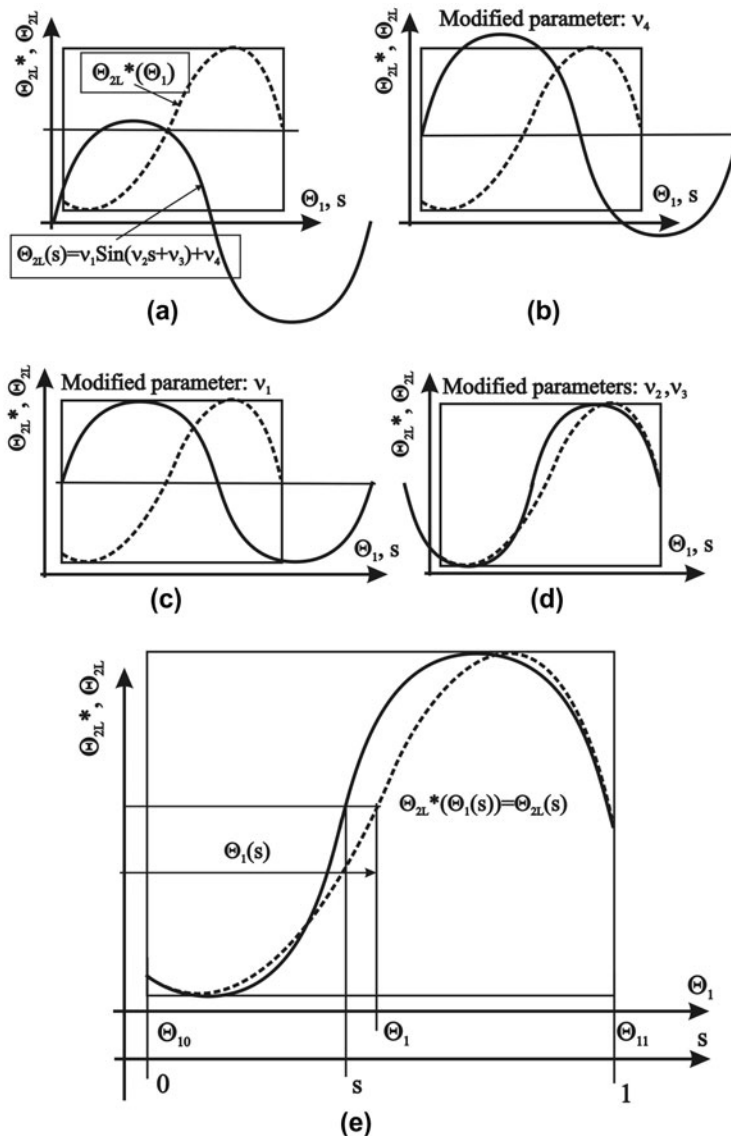 Θ₂L*, Θ₂L
Θ₂L*(Θ₁)
Θ₁, s
Θ₂L(s)=ν₁Sin(ν₂s+ν₃)+ν₄
(a)
Modified parameter: ν₄
Θ₂L*, Θ₂L
Θ₁, s
(b)
Modified parameter: ν₁
Θ₂L*, Θ₂L
Θ₁, s
(c)
Modified parameters: ν₂,ν₃
Θ₂L*, Θ₂L
Θ₁, s
(d)
Θ₂L*, Θ₂L
Θ₂L*(Θ₁(s))=Θ₂L(s)
Θ₁(s)
Θ₁
Θ₁₀ Θ₁ Θ₁₁ s
0 s 1
(e)